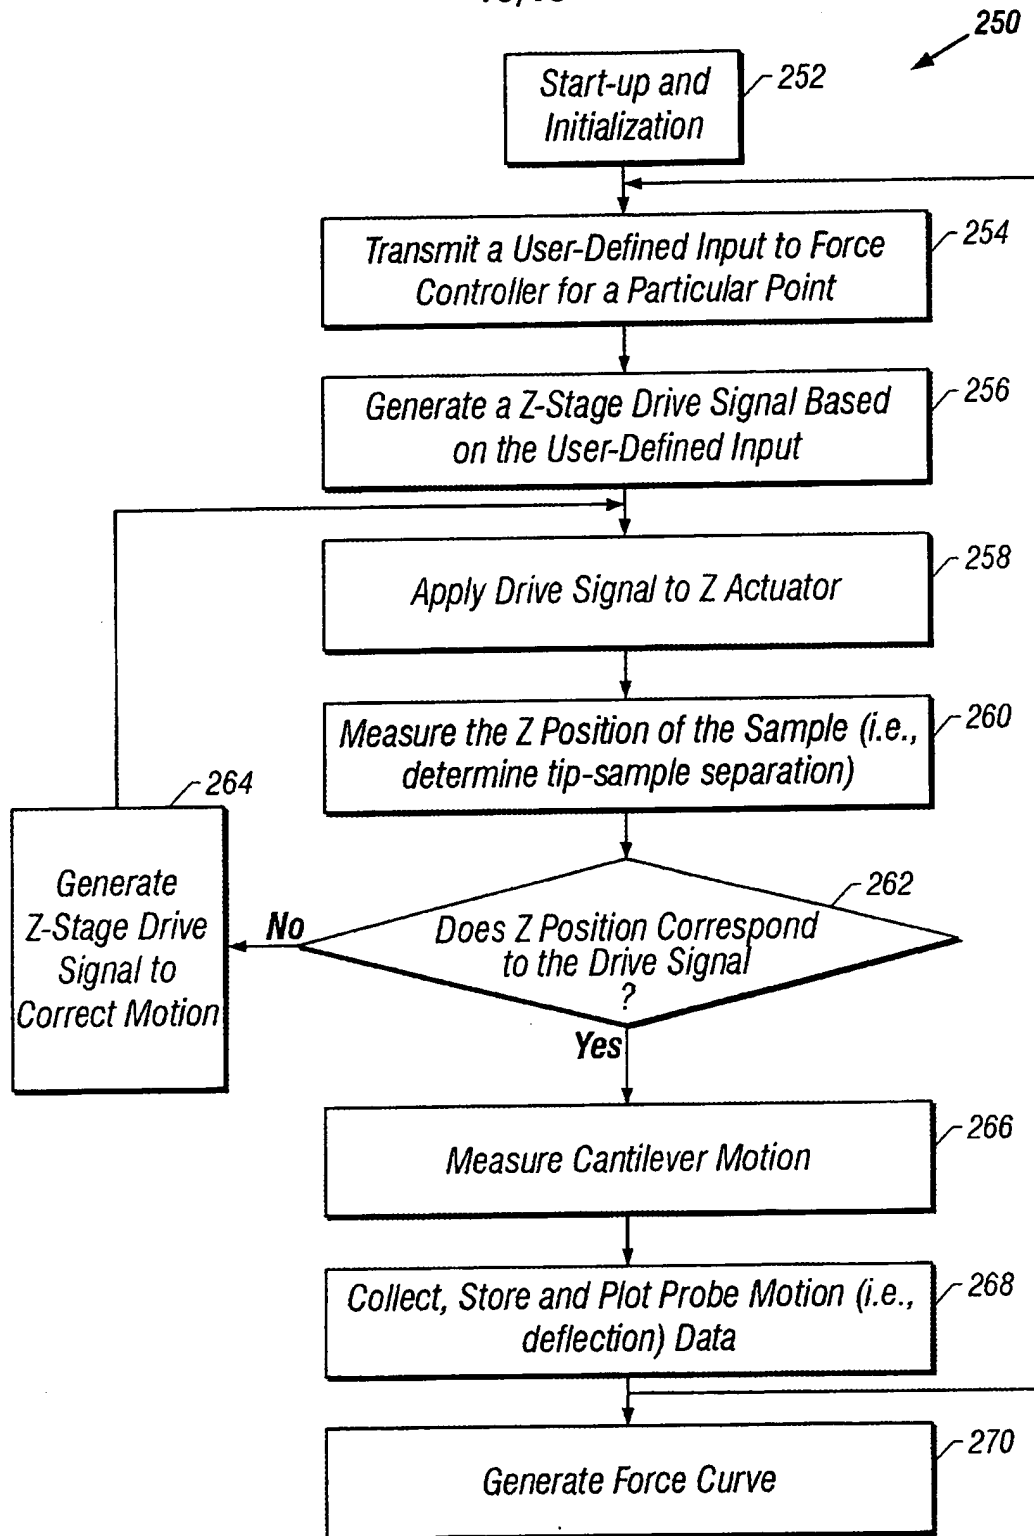 250
Start-up and
Initialization
252
Transmit a User-Defined Input to Force
Controller for a Particular Point
254
Generate a Z-Stage Drive Signal Based
on the User-Defined Input
256
Apply Drive Signal to Z Actuator
258
Measure the Z Position of the Sample (i.e.,
determine tip-sample separation)
260
264
Generate
Z-Stage Drive
Signal to
Correct Motion
No
262
Does Z Position Correspond
to the Drive Signal
?
Yes
Measure Cantilever Motion
266
Collect, Store and Plot Probe Motion (i.e.,
deflection) Data
268
Generate Force Curve
270